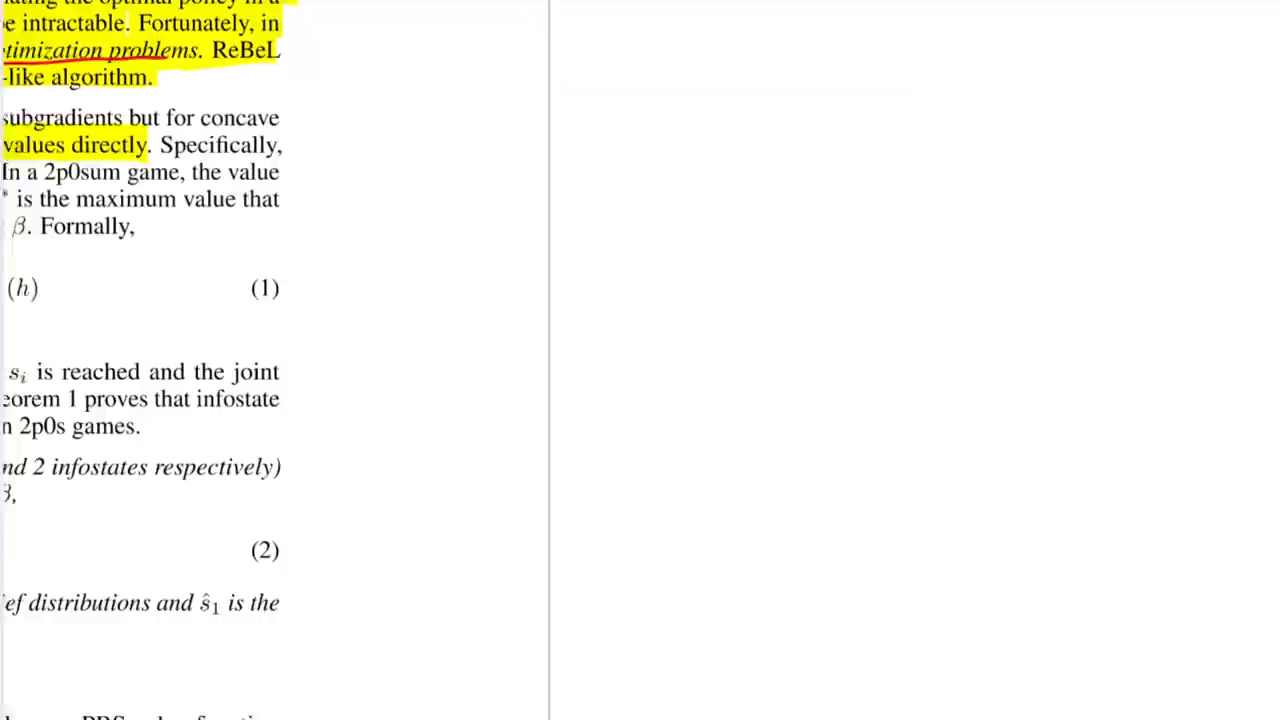 e intractable. Fortunately, in
timization problems. ReBeL
-like algorithm.
subgradients but for concave
values directly. Specifically,
In a 2p0sum game, the value
* is the maximum value that
β. Formally,
(h) (1)
s_i is reached and the joint
eorem 1 proves that infostate
n 2p0s games.
nd 2 infostates respectively)
β,
(2)
ef distributions and ŝ₁ is the